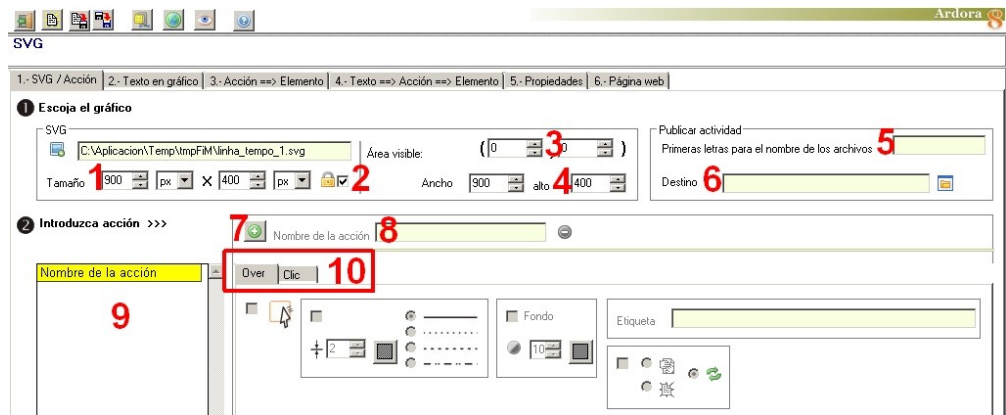 Ardora 8
SVG
1.- SVG / Acción 2.- Texto en gráfico 3.- Acción ==> Elemento 4.- Texto ==> Acción ==> Elemento 5.- Propiedades 6.- Página web
1 Escoja el gráfico
SVG
C:\Aplicacion\Temp\tmpFiM\linha_tempo_1.svg
Área visible: ( 0 3 , 0 )
Tamaño 1 900 px X 400 px 2
Ancho 900 alto 4 400
Publicar actividad
Primeras letras para el nombre de los archivos 5
Destino 6
2 Introduzca acción >>>
7 Nombre de la acción 8
Nombre de la acción
9
Over Clic 10
2
Fondo
10
Etiqueta